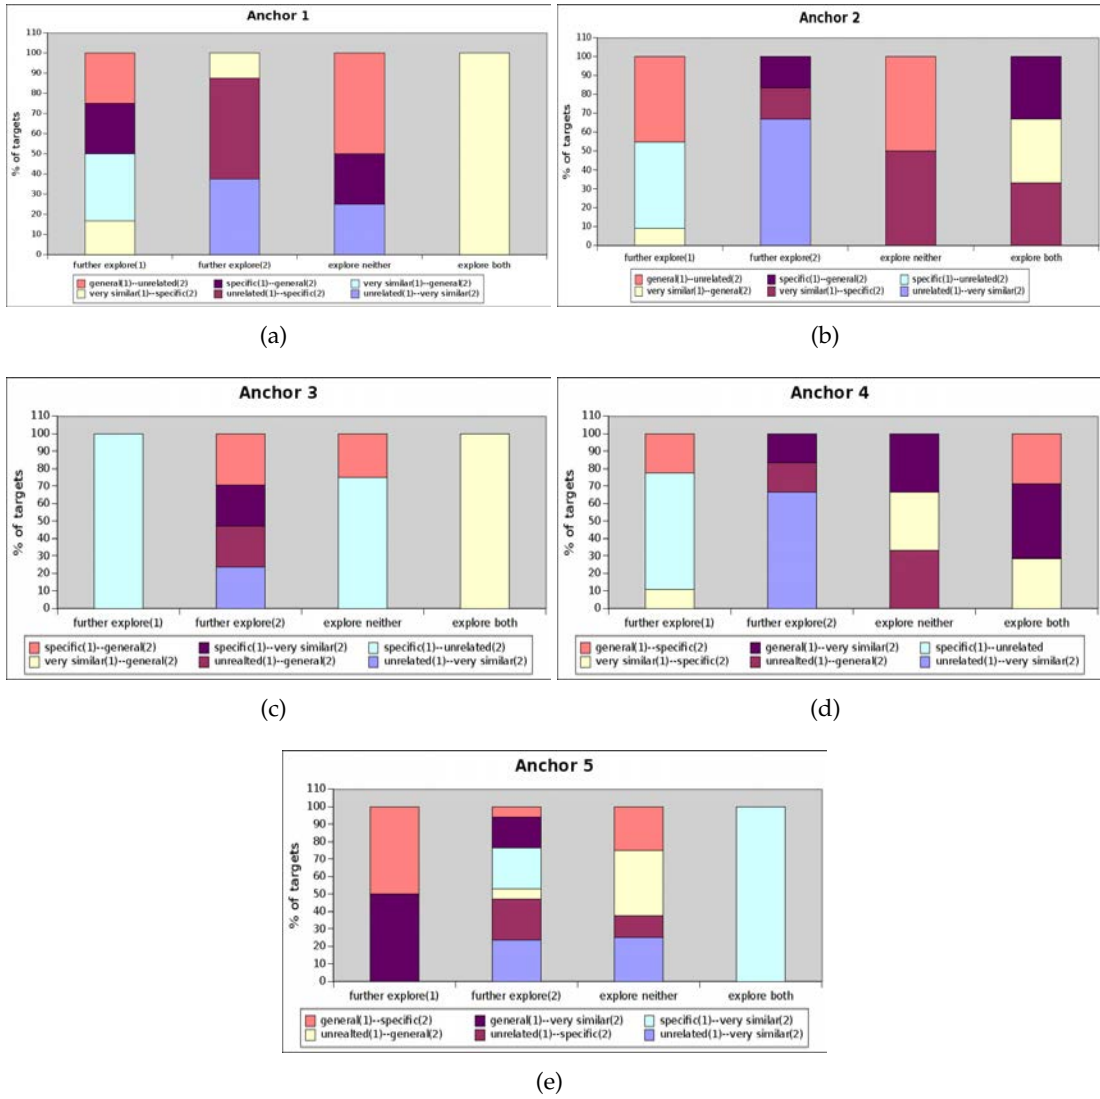 Anchor 1
110
100
90
80
70
60
50
40
30
20
10
0
% of targets
further explore(1) further explore(2) explore neither explore both
general(1)--unrelated(2) specific(1)--general(2) very similar(1)--general(2)
very similar(1)--specific(2) unrelated(1)--specific(2) unrelated(1)--very similar(2)
(a)
Anchor 2
110
100
90
80
70
60
50
40
30
20
10
0
% of targets
further explore(1) further explore(2) explore neither explore both
general(1)--unrelated(2) specific(1)--general(2) specific(1)--unrelated(2)
very similar(1)--general(2) very similar(1)--specific(2) unrelated(1)--very similar(2)
(b)
Anchor 3
110
100
90
80
70
60
50
40
30
20
10
0
% of targets
further explore(1) further explore(2) explore neither explore both
specific(1)--general(2) specific(1)--very similar(2) specific(1)--unrelated(2)
very similar(1)--general(2) unrealted(1)--general(2) unrelated(1)--very similar(2)
(c)
Anchor 4
110
100
90
80
70
60
50
40
30
20
10
0
% of targets
further explore(1) further explore(2) explore neither explore both
general(1)--specific(2) general(1)--very similar(2) specific(1)--unrelated
very similar(1)--specific(2) unrealted(1)--general(2) unrelated(1)--very similar(2)
(d)
Anchor 5
110
100
90
80
70
60
50
40
30
20
10
0
% of targets
further explore(1) further explore(2) explore neither explore both
general(1)--specific(2) general(1)--very similar(2) specific(1)--very similar(2)
unrealted(1)--general(2) unrelated(1)--specific(2) unrelated(1)--very similar(2)
(e)